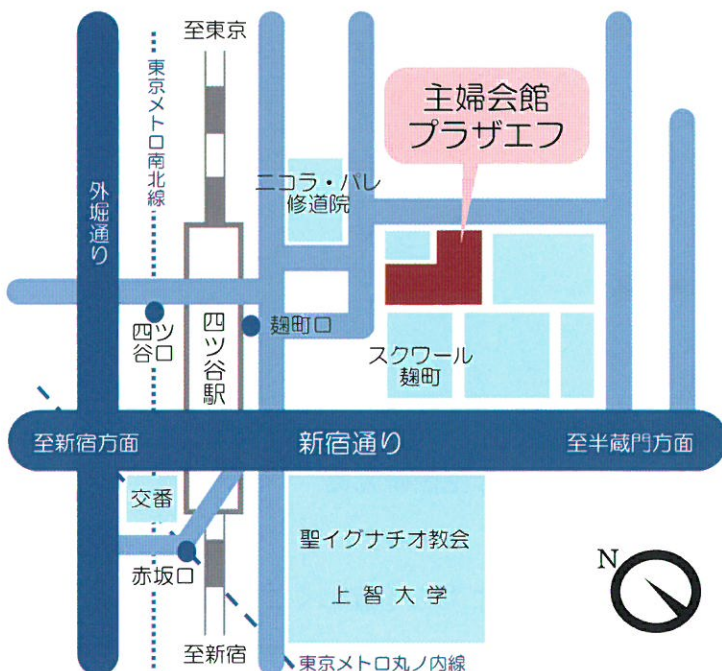 至東京
東京メトロ南北線
外堀通り
主婦会館
プラザエフ
ニコラ・バレ
修道院
四ツ
谷口
四ツ谷駅
麹町口
スクワール
麹町
至新宿方面
新宿通り
至半蔵門方面
交番
赤坂口
聖イグナチオ教会
上智大学
N
至新宿
東京メトロ丸ノ内線